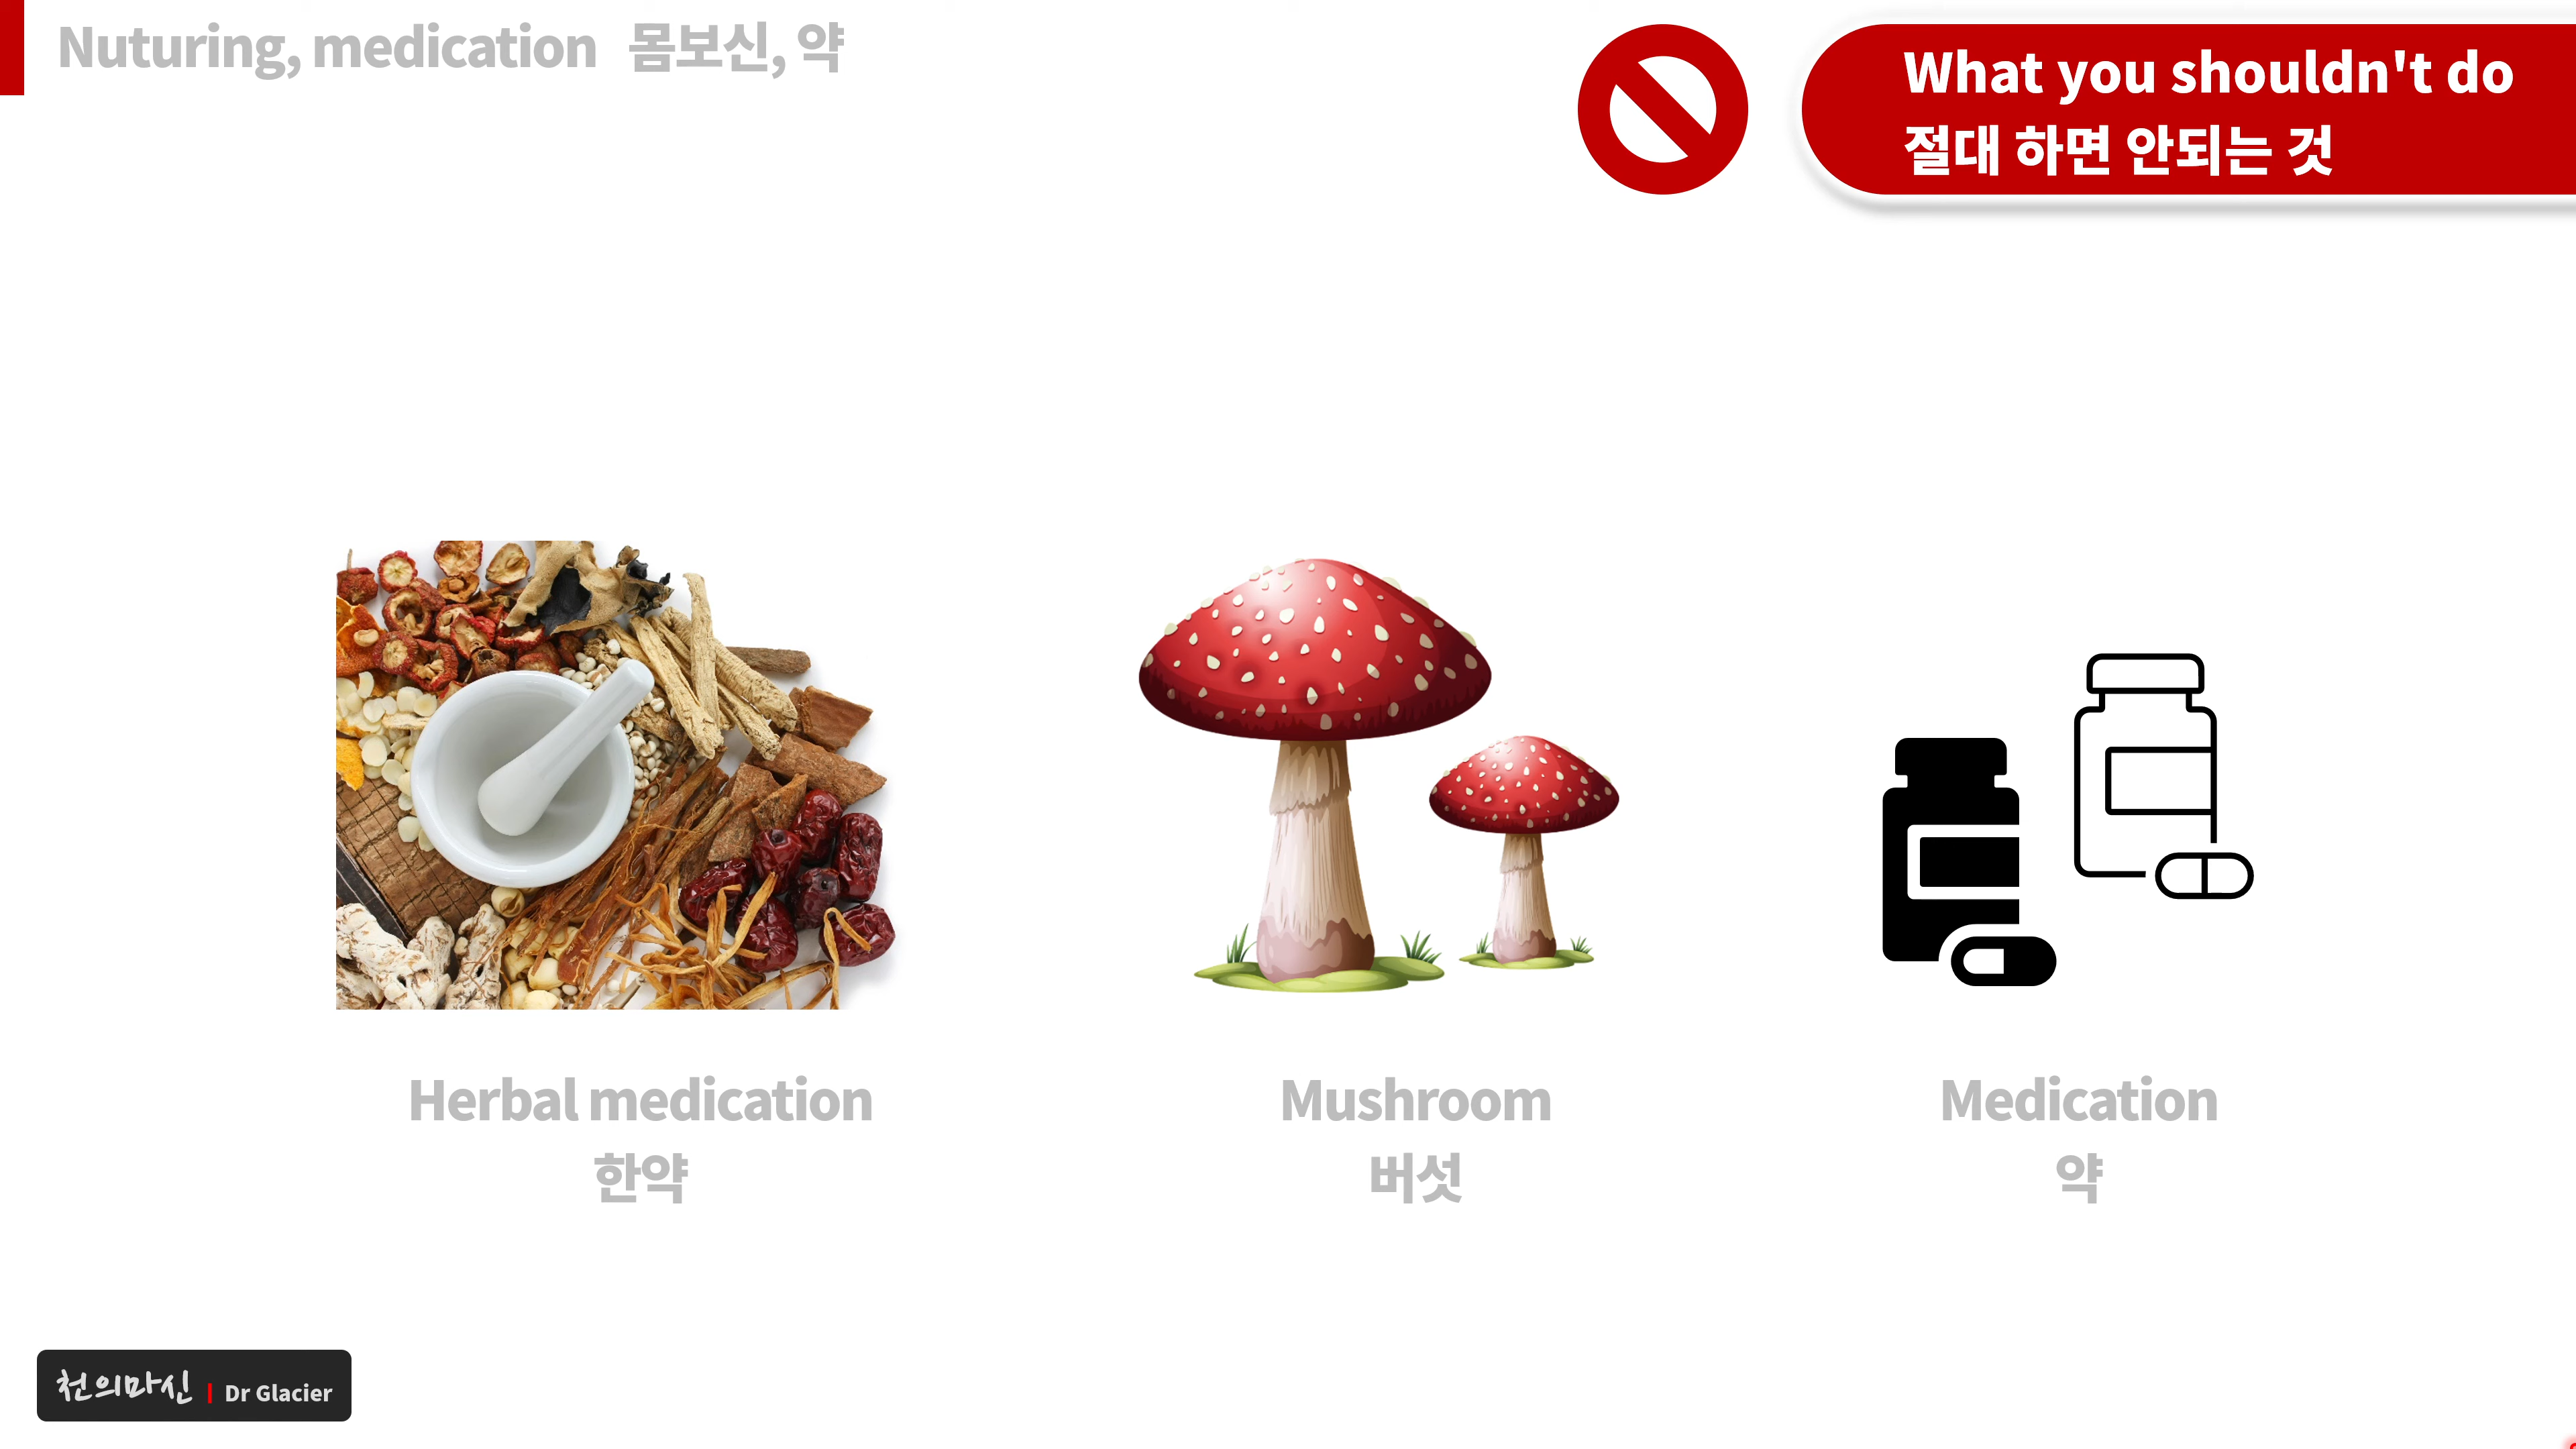 Nuturing, medication 몸보신, 약
What you shouldn't do
절대 하면 안되는 것
Herbal medication
한약
Mushroom
버섯
Medication
약
천의마신 | Dr Glacier